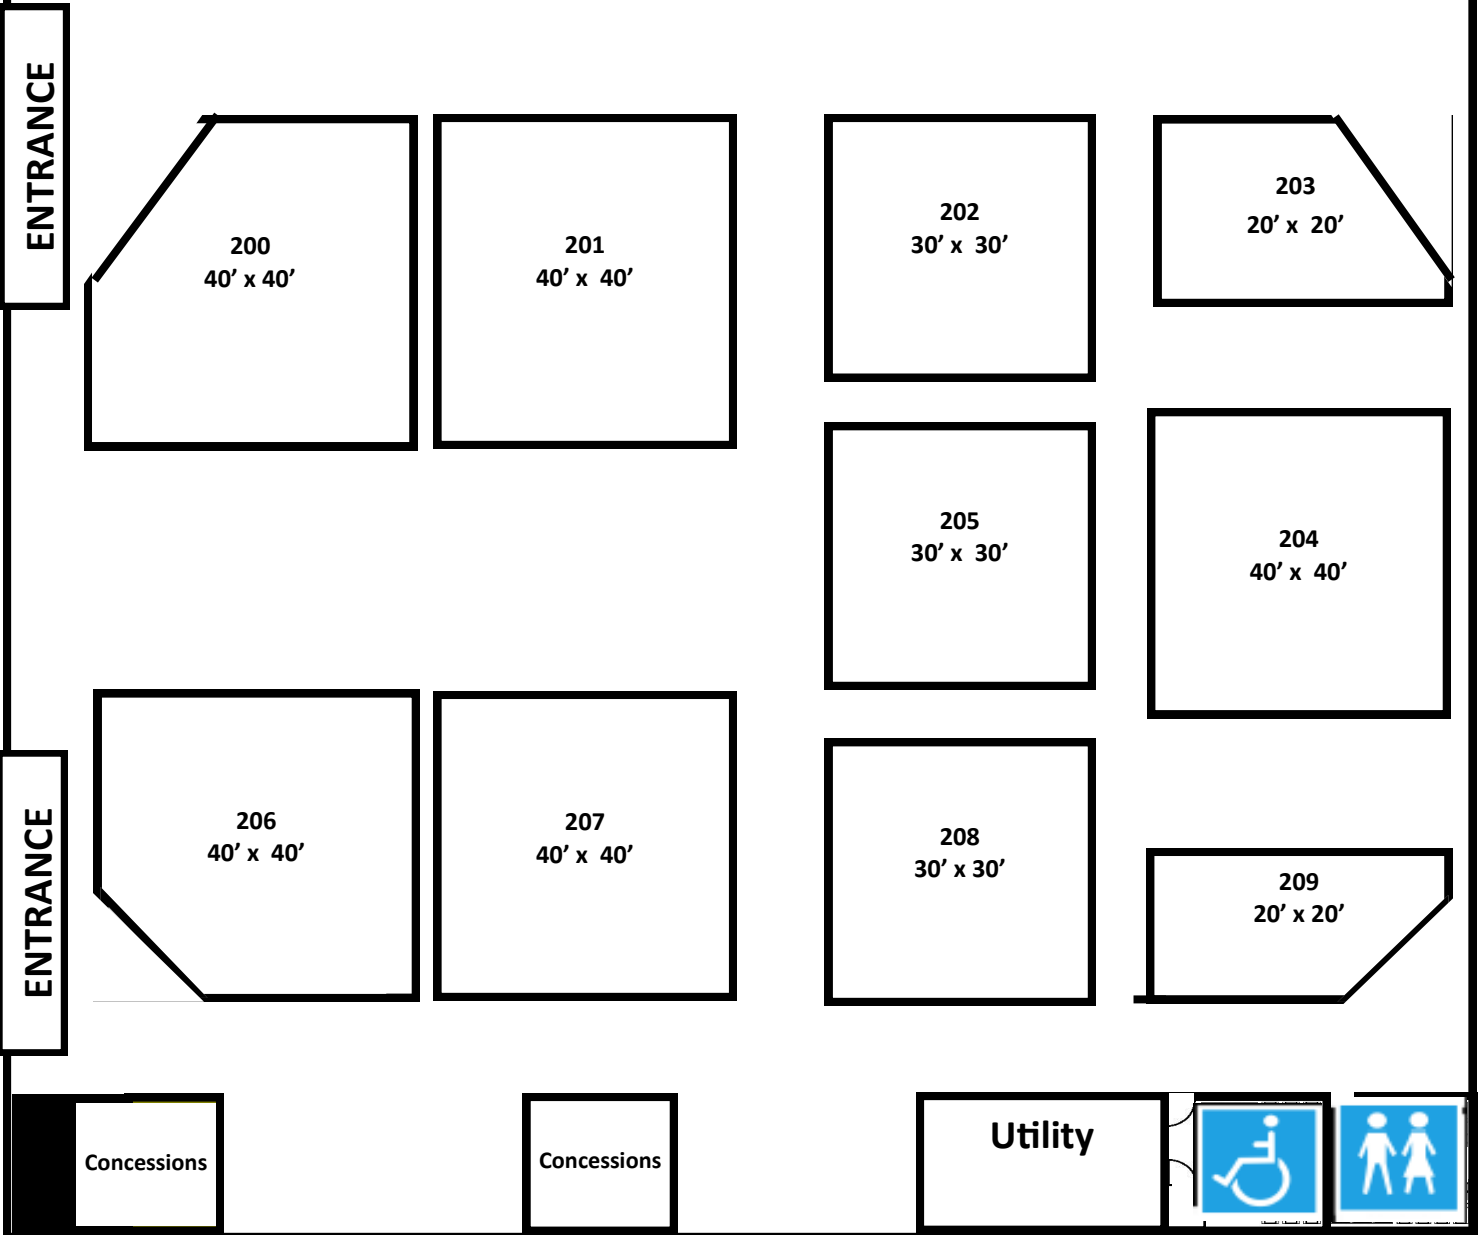 ENTRANCE
200
40’ x 40’
201
40’ x  40’
202
30’ x  30’
203
20’ x  20’
205
30’ x  30’
204
40’ x  40’
ENTRANCE
206
40’ x  40’
207
40’ x  40’
208
30’ x 30’
209
20’ x 20’
Concessions
Concessions
Utility